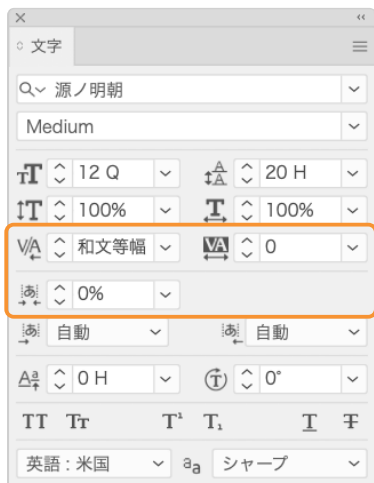 文字
源ノ明朝
Medium
12 Q 20 H
100% 100%
和文等幅 0
0%
自動 自動
0 H 0°
TT Tт T¹ T₁ T Ŧ
英語 : 米国 aa シャープ